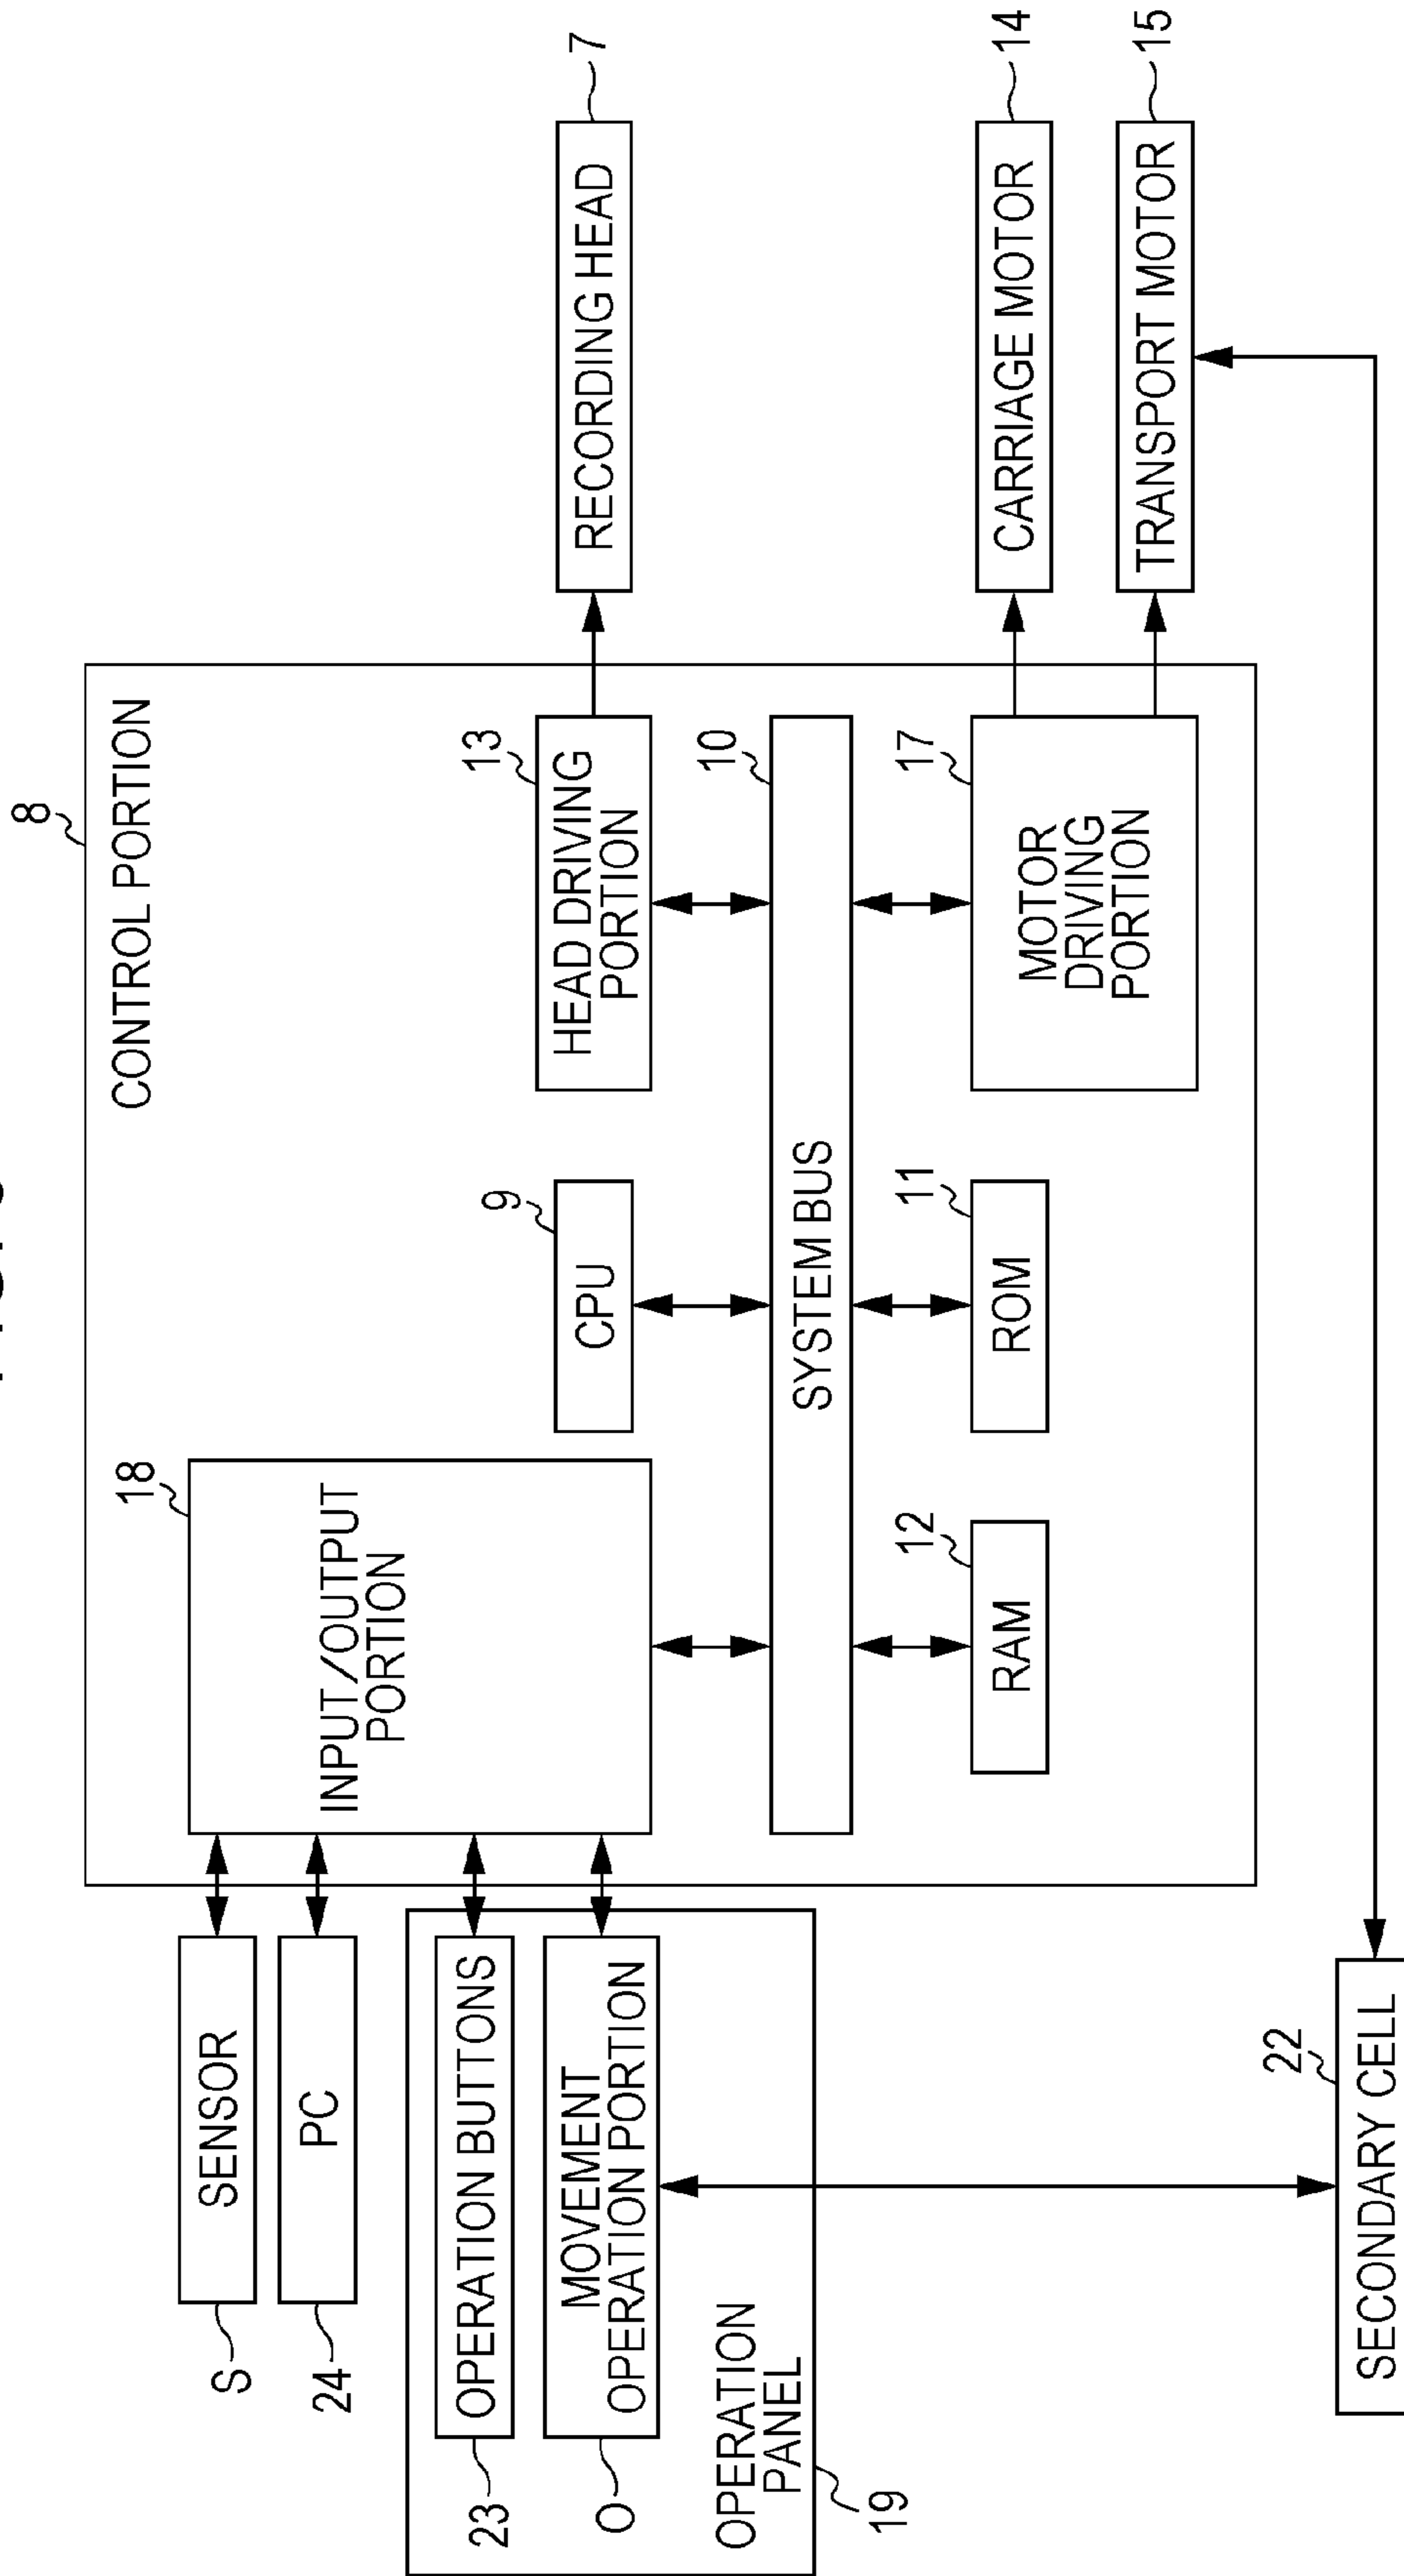 8
CONTROL PORTION
18
INPUT/OUTPUT
PORTION
9
CPU
13
HEAD DRIVING
PORTION
10
SYSTEM BUS
12
RAM
11
ROM
17
MOTOR
DRIVING
PORTION
SENSOR
S
PC
24
OPERATION BUTTONS
23
MOVEMENT
OPERATION PORTION
O
OPERATION
PANEL
19
RECORDING HEAD
7
CARRIAGE MOTOR
14
TRANSPORT MOTOR
15
22
SECONDARY CELL